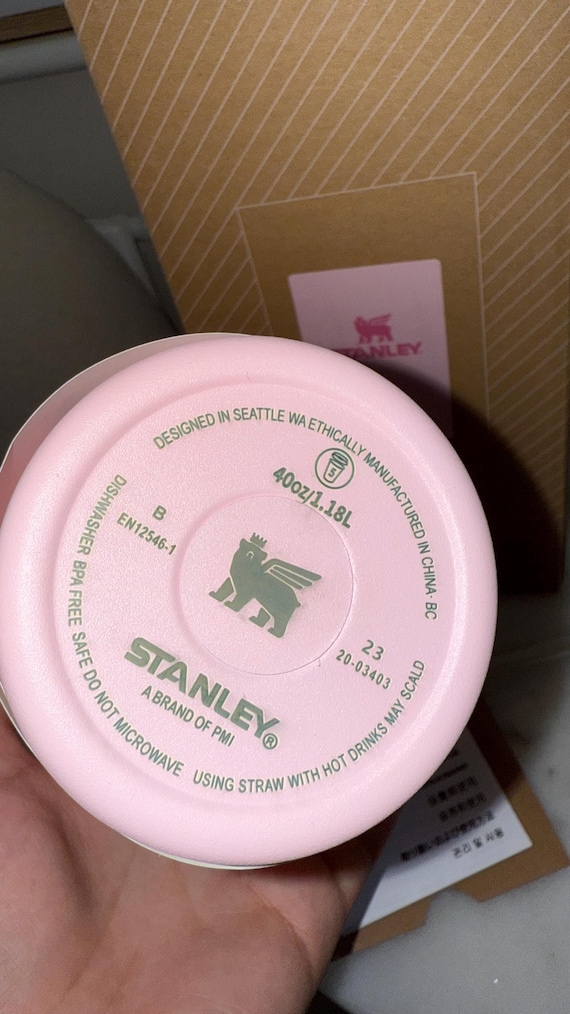 DESIGNED IN SEATTLE WA ETHICALLY MANUFACTURED IN CHINA· BC
5
40oz/1.18L
B
EN12546-1
23
20-03403
STANLEY®
A BRAND OF PMI
DISHWASHER BPA FREE SAFE DO NOT MICROWAVE USING STRAW WITH HOT DRINKS MAY SCALD
STANLEY